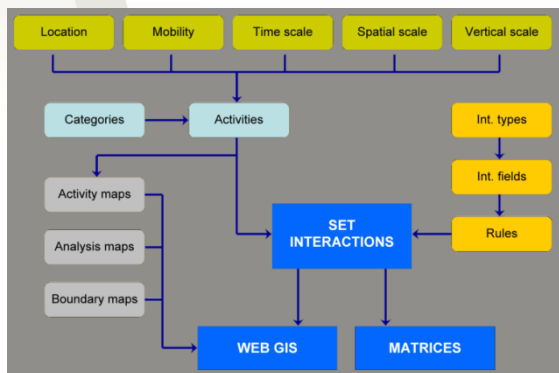 Location
Mobility
Time scale
Spatial scale
Vertical scale
Categories
Activities
Int. types
Activity maps
Int. fields
SET
INTERACTIONS
Analysis maps
Rules
Boundary maps
WEB GIS
MATRICES